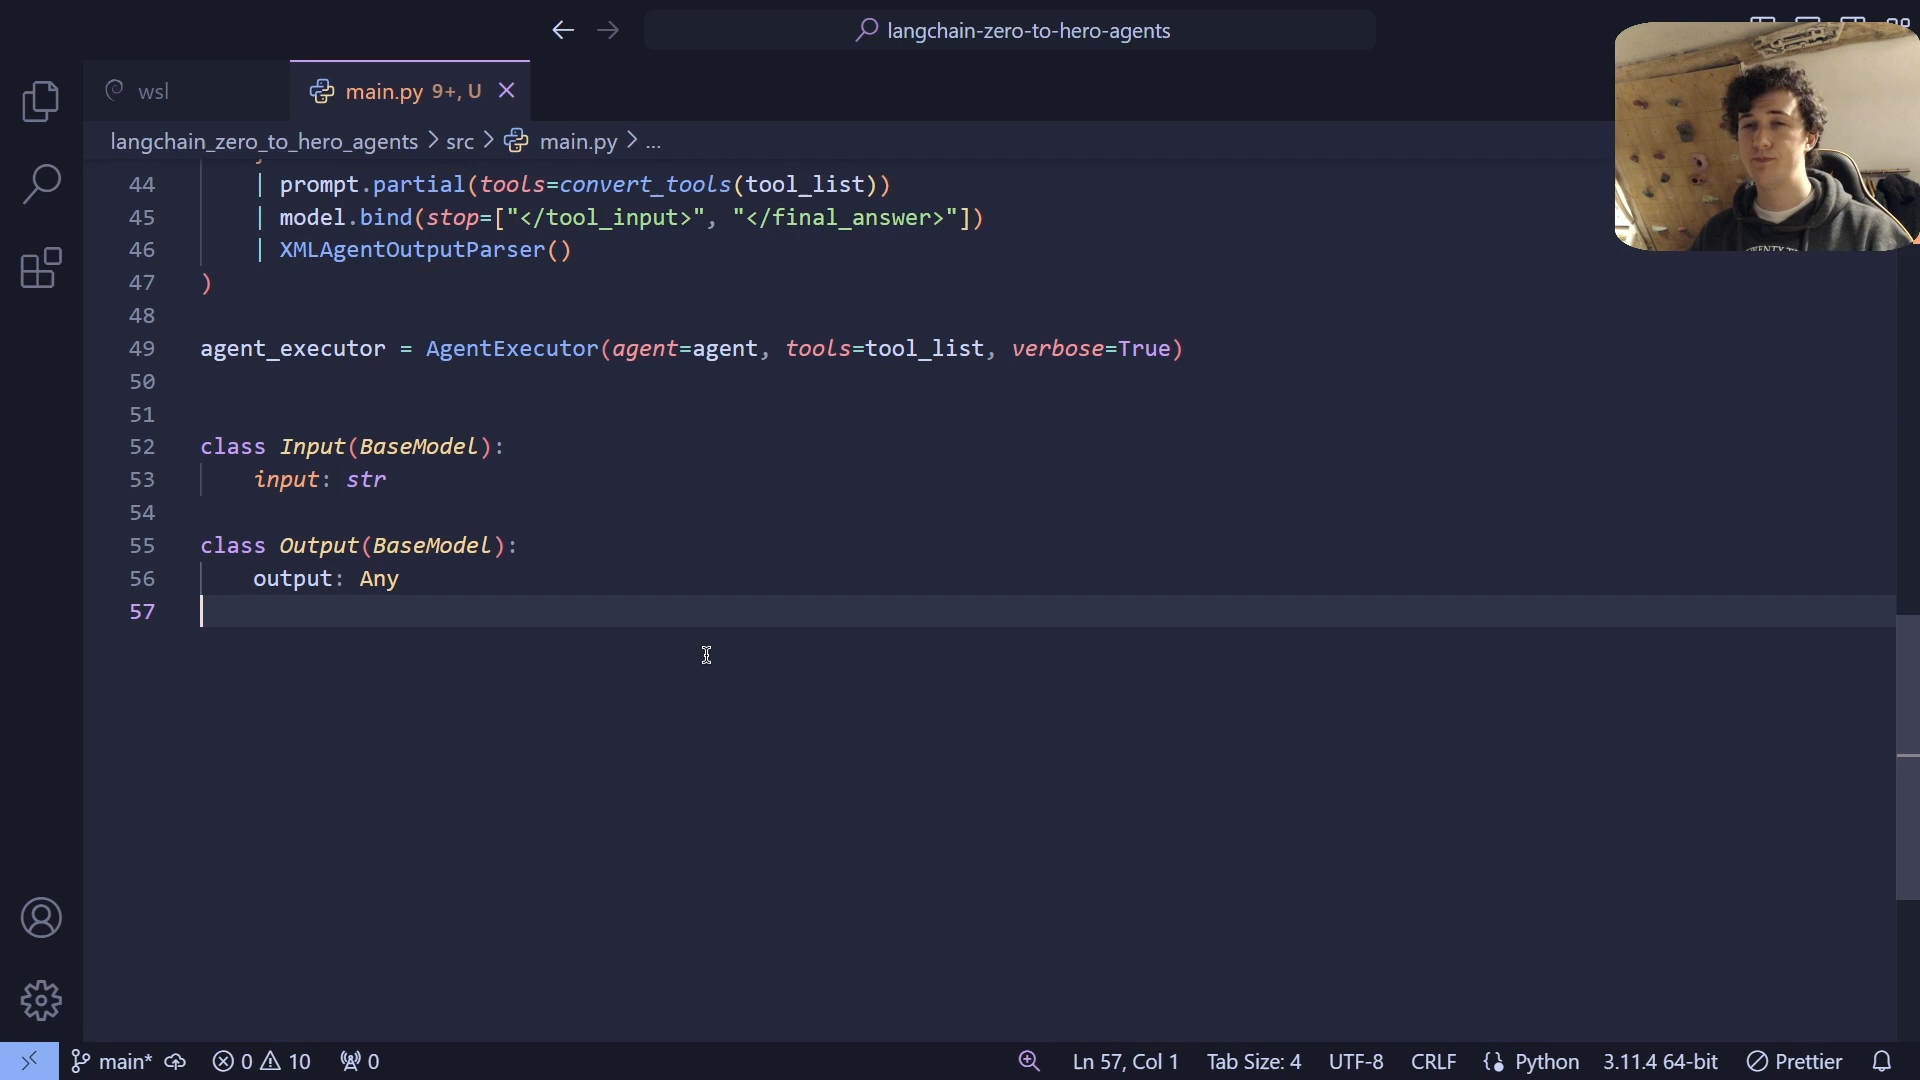 langchain-zero-to-hero-agents
wsl
main.py 9+, U
langchain_zero_to_hero_agents > src > main.py > ...
44 | prompt.partial(tools=convert_tools(tool_list))
45 | model.bind(stop=["</tool_input>", "</final_answer>"])
46 | XMLAgentOutputParser()
47 )
48
49 agent_executor = AgentExecutor(agent=agent, tools=tool_list, verbose=True)
50
51
52 class Input(BaseModel):
53 input: str
54
55 class Output(BaseModel):
56 output: Any
57
main* 0 10 0 Ln 57, Col 1 Tab Size: 4 UTF-8 CRLF Python 3.11.4 64-bit Prettier